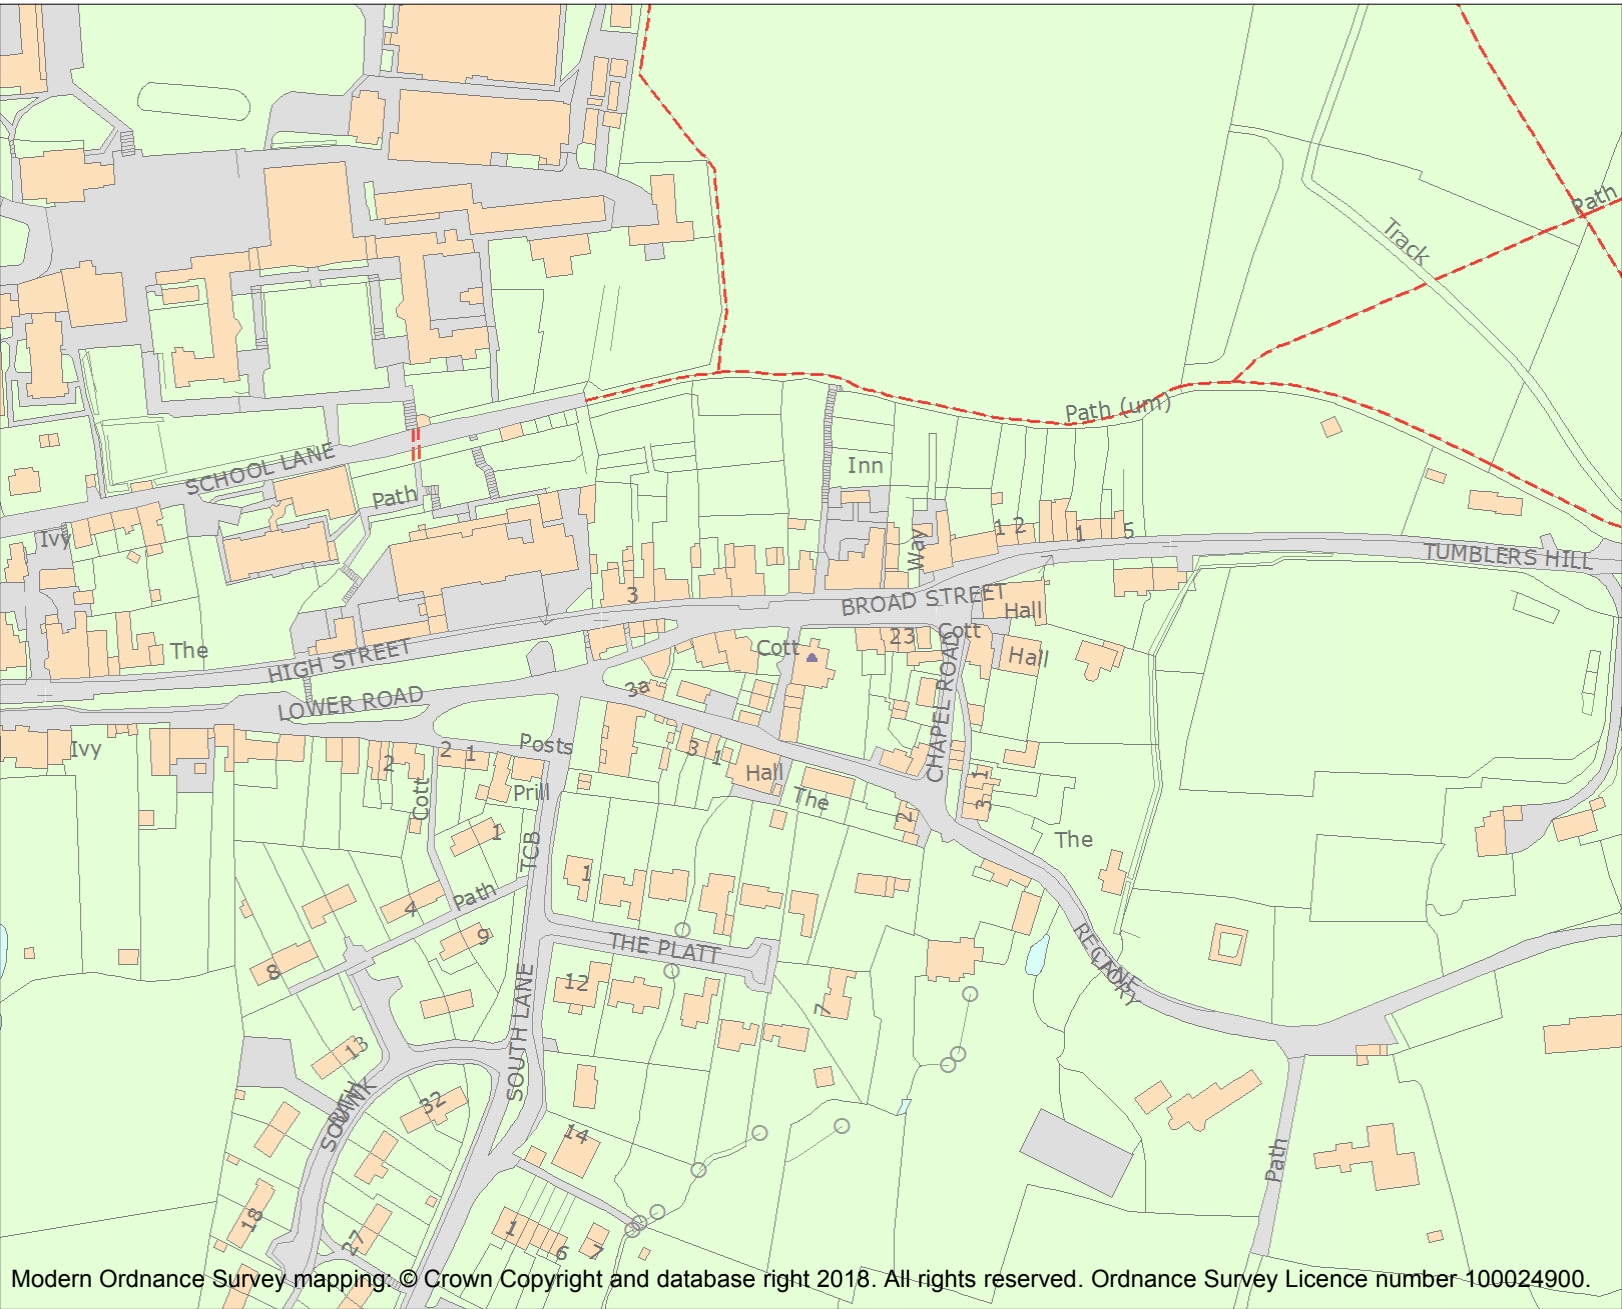 Path
Track
Path (um)
SCHOOL LANE
Inn
Path
Ivy
Way
1 2
1
5
TUMBLERS HILL
3
BROAD STREET
Hall
The
HIGH STREET
Cott
23
Cott
Hall
3a
LOWER ROAD
CHAPEL ROAD
Ivy
2
2 1
Posts
3
1
Hall
Cott
Prill
The
1
3
2
1
TCB
The
1
Path
4
9
THE PLATT
RECTORY
LANE
8
12
SOUTH LANE
7
13
SOUTH
BANK
32
14
Path
18
27
1
6
7
Modern Ordnance Survey mapping: © Crown Copyright and database right 2018. All rights reserved. Ordnance Survey Licence number 100024900.